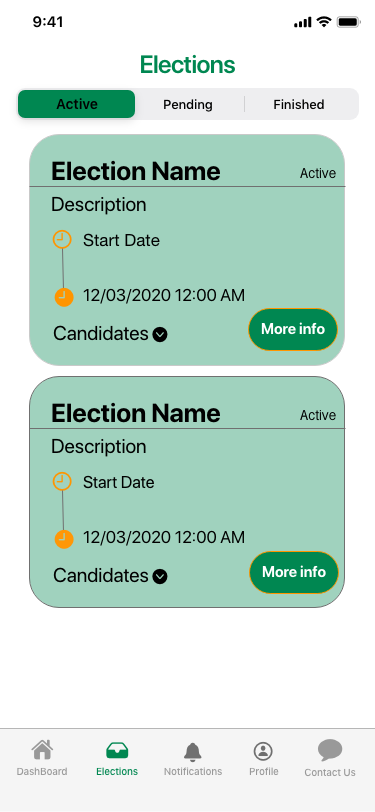 9:41
Elections
Active Pending Finished
Election Name Active
Description
Start Date
12/03/2020 12:00 AM
Candidates More info
Election Name Active
Description
Start Date
12/03/2020 12:00 AM
Candidates More info
DashBoard Elections Notifications Profile Contact Us